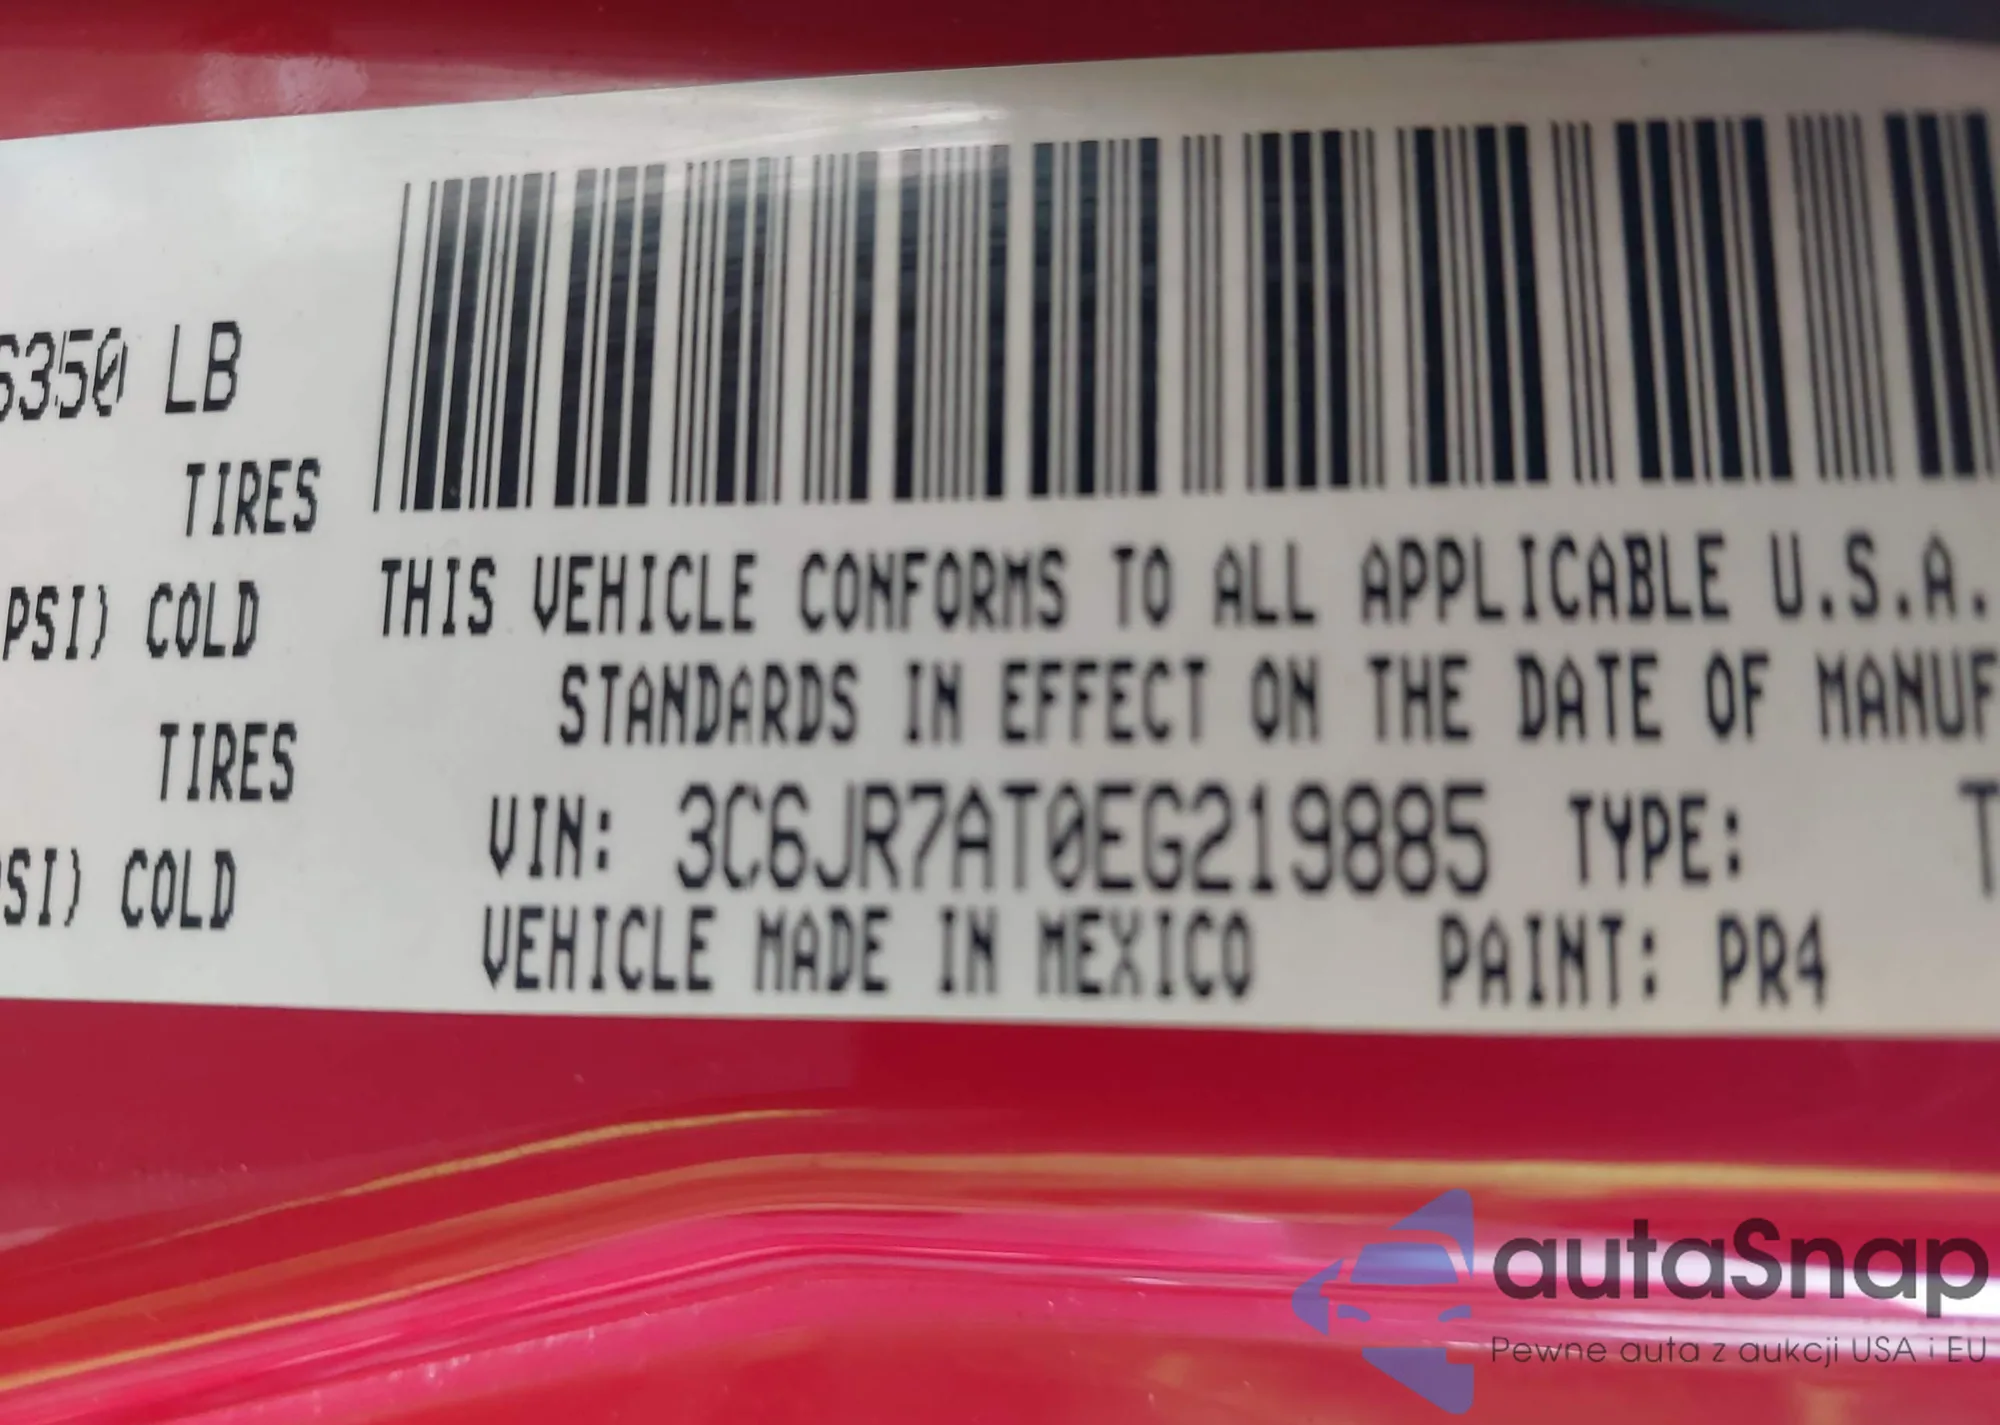 6350 LB
TIRES
PSI) COLD
TIRES
PSI) COLD
THIS VEHICLE CONFORMS TO ALL APPLICABLE U.S.A.
STANDARDS IN EFFECT ON THE DATE OF MANUF
VIN: 3C6JR7AT0EG219885 TYPE: T
VEHICLE MADE IN MEXICO PAINT: PR4
autaSnap
Pewne auta z aukcji USA i EU